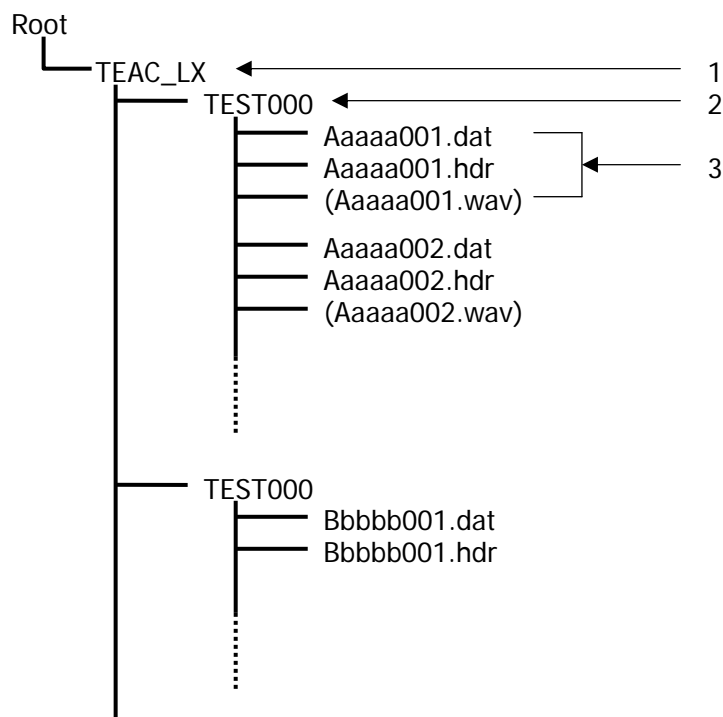 Root
TEAC_LX 1
TEST000 2
Aaaaa001.dat
Aaaaa001.hdr 3
(Aaaaa001.wav)
Aaaaa002.dat
Aaaaa002.hdr
(Aaaaa002.wav)
TEST000
Bbbbb001.dat
Bbbbb001.hdr